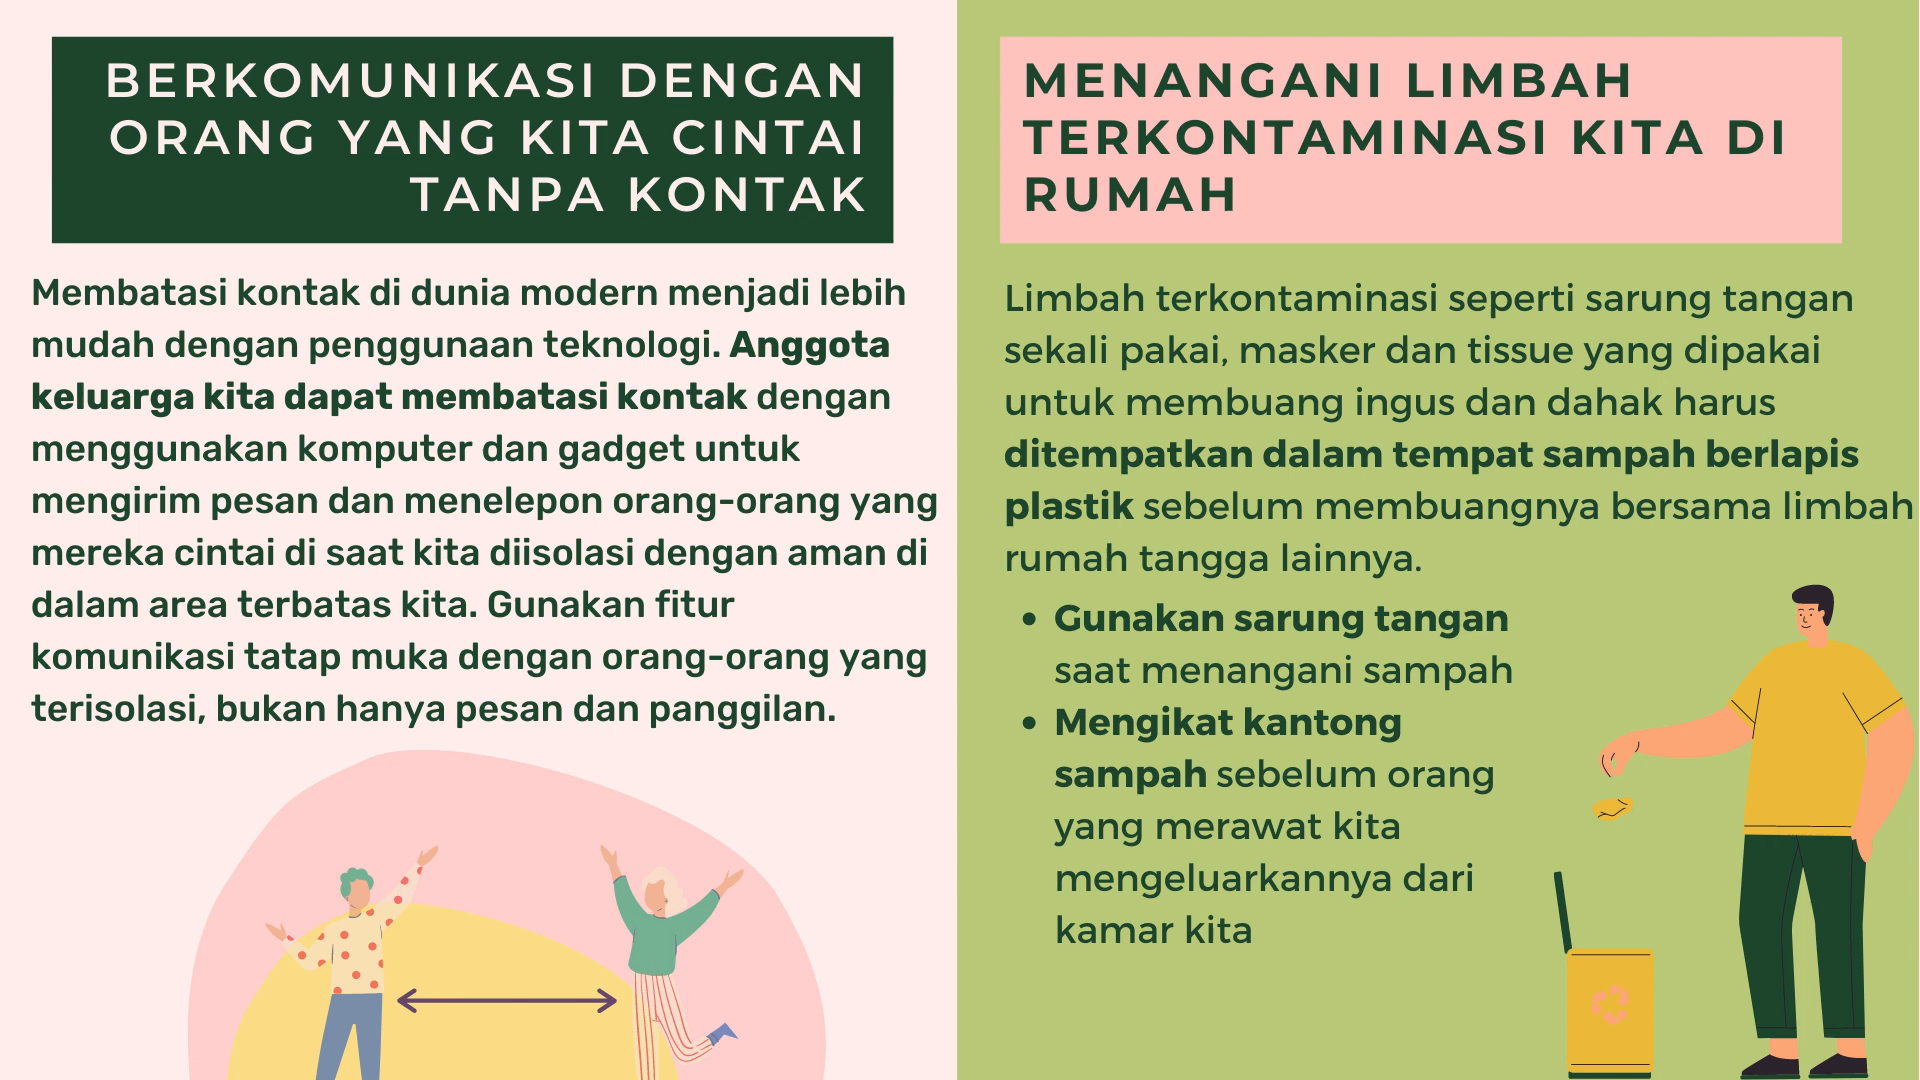 BERKOMUNIKASI DENGAN
ORANG YANG KITA CINTAI
TANPA KONTAK
Membatasi kontak di dunia modern menjadi lebih
mudah dengan penggunaan teknologi. Anggota
keluarga kita dapat membatasi kontak dengan
menggunakan komputer dan gadget untuk
mengirim pesan dan menelepon orang-orang yang
mereka cintai di saat kita diisolasi dengan aman di
dalam area terbatas kita. Gunakan fitur
komunikasi tatap muka dengan orang-orang yang
terisolasi, bukan hanya pesan dan panggilan.
MENANGANI LIMBAH
TERKONTAMINASI KITA DI
RUMAH
Limbah terkontaminasi seperti sarung tangan
sekali pakai, masker dan tissue yang dipakai
untuk membuang ingus dan dahak harus
ditempatkan dalam tempat sampah berlapis
plastik sebelum membuangnya bersama limbah
rumah tangga lainnya.
• Gunakan sarung tangan
saat menangani sampah
• Mengikat kantong
sampah sebelum orang
yang merawat kita
mengeluarkannya dari
kamar kita